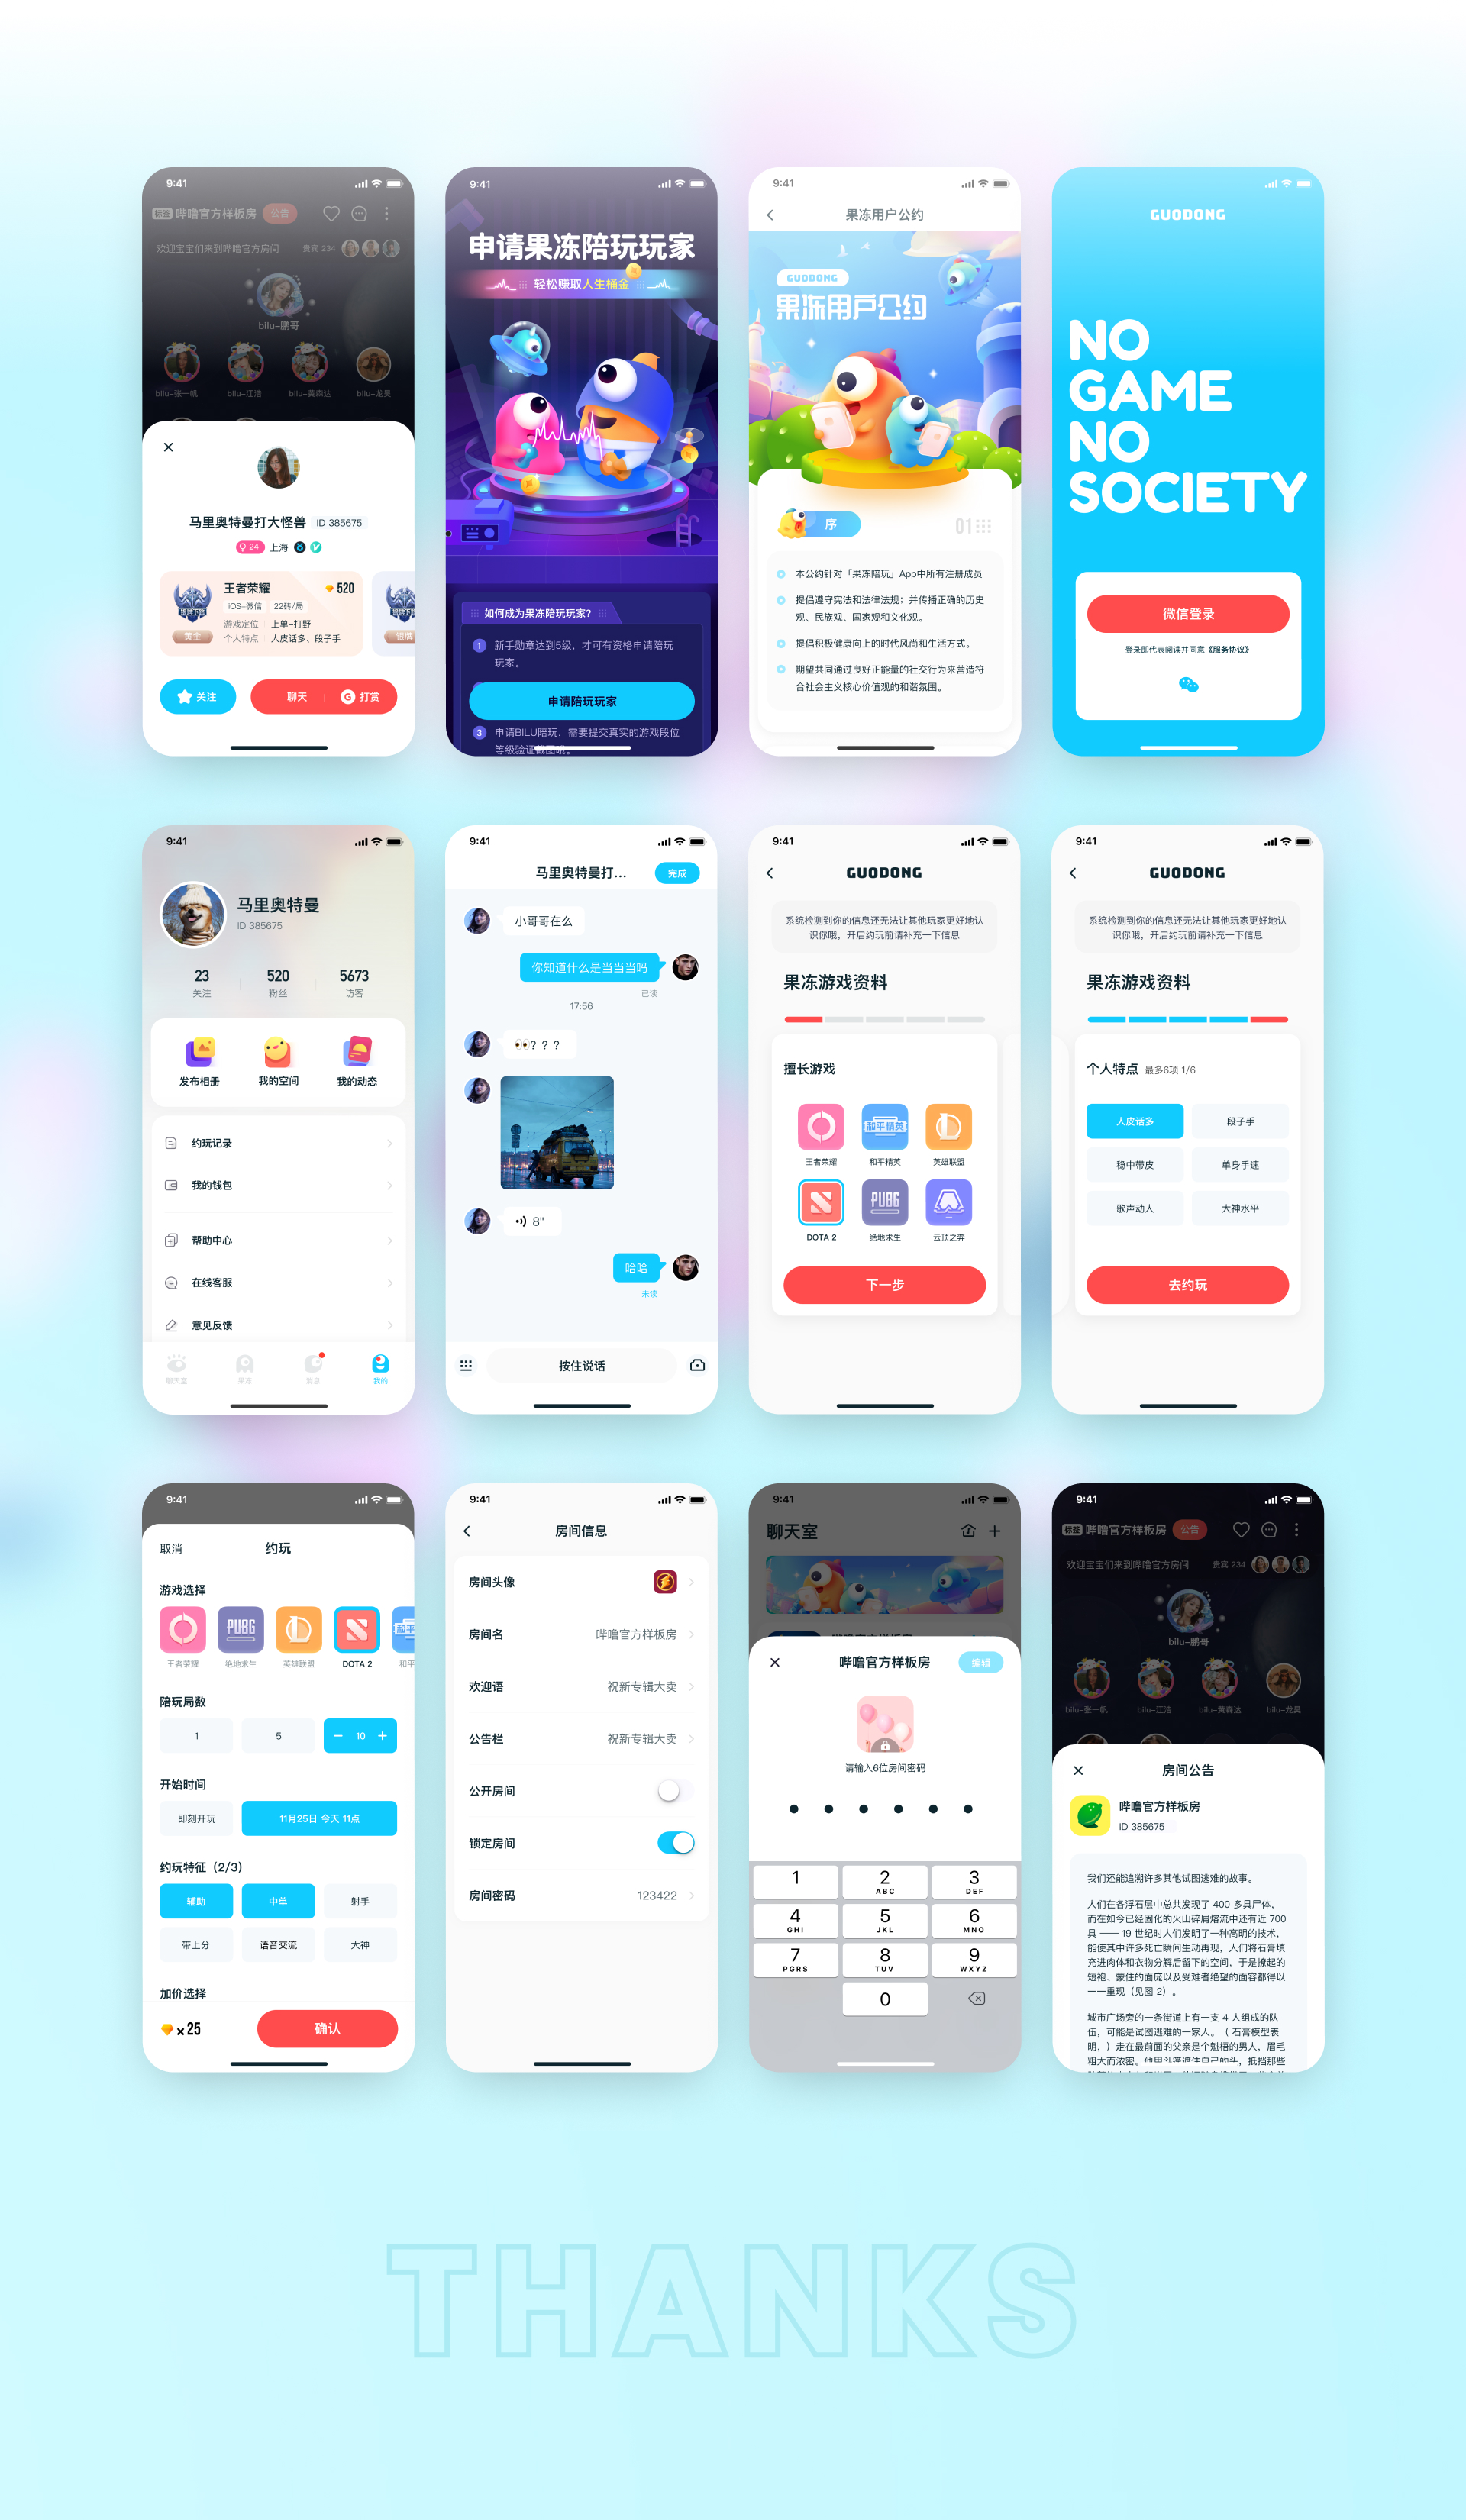 9:41
标签 哔噜官方样板房 公告
欢迎宝宝们来到哔噜官方房间 贵宾 234
bilu-鹏哥
bilu-张一帆 bilu-江浩 bilu-黄森达 bilu-龙昊
马里奥特曼打大怪兽 ID 385675
24 上海
王者荣耀 520
iOS-微信 22砖/局
游戏定位 上单-打野
黄金 个人特点 人皮话多、段子手
银牌
关注 聊天 打赏
9:41
申请果冻陪玩玩家
轻松赚取人生桶金
如何成为果冻陪玩玩家?
1 新手勋章达到5级，才可有资格申请陪玩
玩家。
申请陪玩玩家
3 申请BILU陪玩，需要提交真实的游戏段位
等级验证截图哦。
9:41
果冻用户公约
GUODONG
果冻用户公约
序 01
本公约针对「果冻陪玩」App中所有注册成员
提倡遵守宪法和法律法规；并传播正确的历史
观、民族观、国家观和文化观。
提倡积极健康向上的时代风尚和生活方式。
期望共同通过良好正能量的社交行为来营造符
合社会主义核心价值观的和谐氛围。
GUODONG
NO
GAME
NO
SOCIETY
微信登录
登录即代表阅读并同意《服务协议》
9:41
马里奥特曼
ID 385675
23 520 5673
关注 粉丝 访客
发布相册 我的空间 我的动态
约玩记录
我的钱包
帮助中心
在线客服
意见反馈
聊天室 果冻 消息 我的
9:41
马里奥特曼打... 完成
小哥哥在么
你知道什么是当当当吗
已读
17:56
👀？？？
8"
哈哈
未读
按住说话
9:41
GUODONG
系统检测到你的信息还无法让其他玩家更好地认
识你哦，开启约玩前请补充一下信息
果冻游戏资料
擅长游戏
和平精英
王者荣耀 和平精英 英雄联盟
PUBG
DOTA 2 绝地求生 云顶之弈
下一步
9:41
GUODONG
系统检测到你的信息还无法让其他玩家更好地认
识你哦，开启约玩前请补充一下信息
果冻游戏资料
个人特点 最多6项 1/6
人皮话多 段子手
稳中带皮 单身手速
歌声动人 大神水平
去约玩
9:41
取消 约玩
游戏选择
PUBG 和平
王者荣耀 绝地求生 英雄联盟 DOTA 2 和平
陪玩局数
1 5 － 10 ＋
开始时间
即刻开玩 11月25日 今天 11点
约玩特征（2/3）
辅助 中单 射手
带上分 语音交流 大神
加价选择
x 25 确认
9:41
房间信息
房间头像
房间名 哔噜官方样板房
欢迎语 祝新专辑大卖
公告栏 祝新专辑大卖
公开房间
锁定房间
房间密码 123422
9:41
聊天室
哔噜官方样板房 编辑
请输入6位房间密码
1 2 3
ABC DEF
4 5 6
GHI JKL MNO
7 8 9
PGRS TUV WXYZ
0
9:41
标签 哔噜官方样板房 公告
欢迎宝宝们来到哔噜官方房间 贵宾 234
bilu-鹏哥
bilu-张一帆 bilu-江浩 bilu-黄森达 bilu-龙昊
房间公告
哔噜官方样板房
ID 385675
我们还能追溯许多其他试图逃难的故事。
人们在各浮石层中总共发现了 400 多具尸体，
而在如今已经固化的火山碎屑熔流中还有近 700
具 —— 19 世纪时人们发明了一种高明的技术，
能使其中许多死亡瞬间生动再现，人们将石膏填
充进肉体和衣物分解后留下的空间，于是撩起的
短袍、蒙住的面庞以及受难者绝望的面容都得以
一一重现（见图 2）。
城市广场旁的一条街道上有一支 4 人组成的队
伍，可能是试图逃难的一家人。（ 石膏模型表
明，）走在最前面的父亲是个魁梧的男人，眉毛
粗大而浓密。他用斗篷遮住自己的头，抵挡那些
THANKS